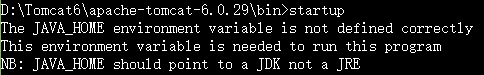 D:\Tomcat6\apache-tomcat-6.0.29\bin>startup
The JAVA_HOME environment variable is not defined correctly
This environment variable is needed to run this program
NB: JAVA_HOME should point to a JDK not a JRE